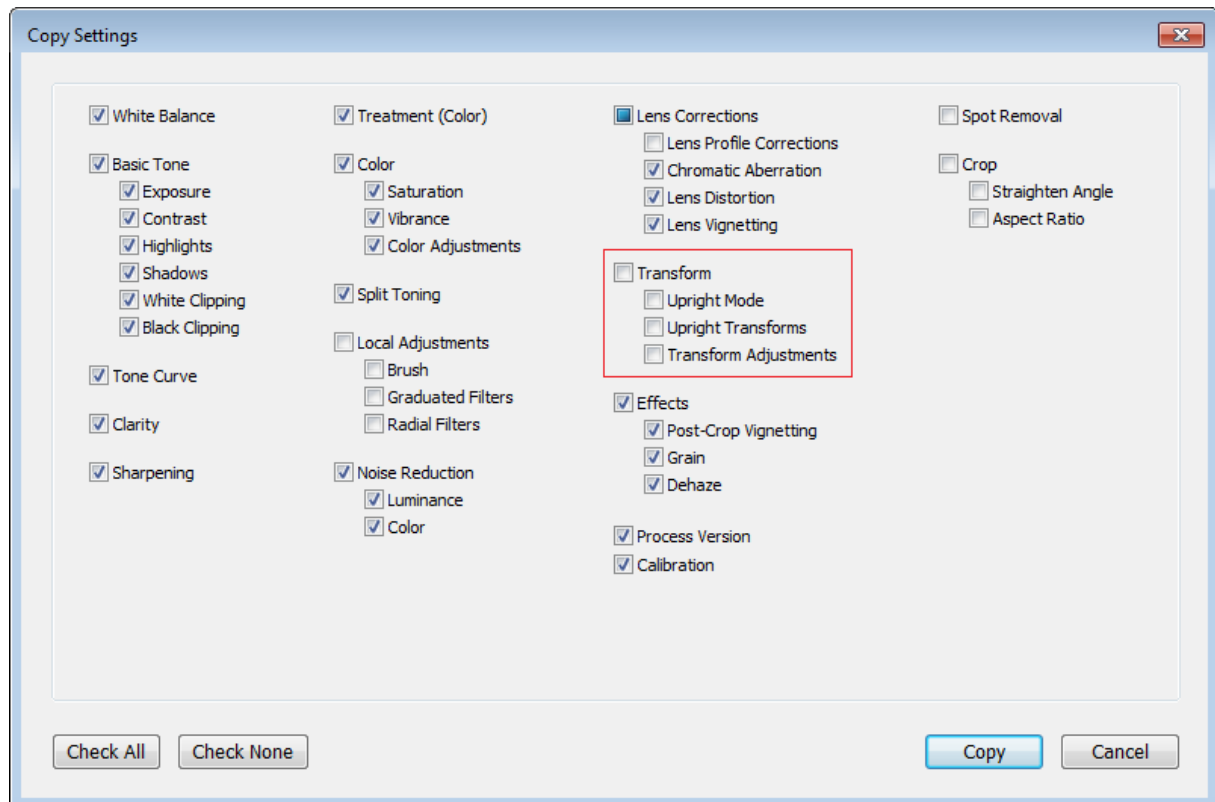 Copy Settings
White Balance
Basic Tone
Exposure
Contrast
Highlights
Shadows
White Clipping
Black Clipping
Tone Curve
Clarity
Sharpening
Treatment (Color)
Color
Saturation
Vibrance
Color Adjustments
Split Toning
Local Adjustments
Brush
Graduated Filters
Radial Filters
Noise Reduction
Luminance
Color
Lens Corrections
Lens Profile Corrections
Chromatic Aberration
Lens Distortion
Lens Vignetting
Transform
Upright Mode
Upright Transforms
Transform Adjustments
Effects
Post-Crop Vignetting
Grain
Dehaze
Process Version
Calibration
Spot Removal
Crop
Straighten Angle
Aspect Ratio
Check All
Check None
Copy
Cancel